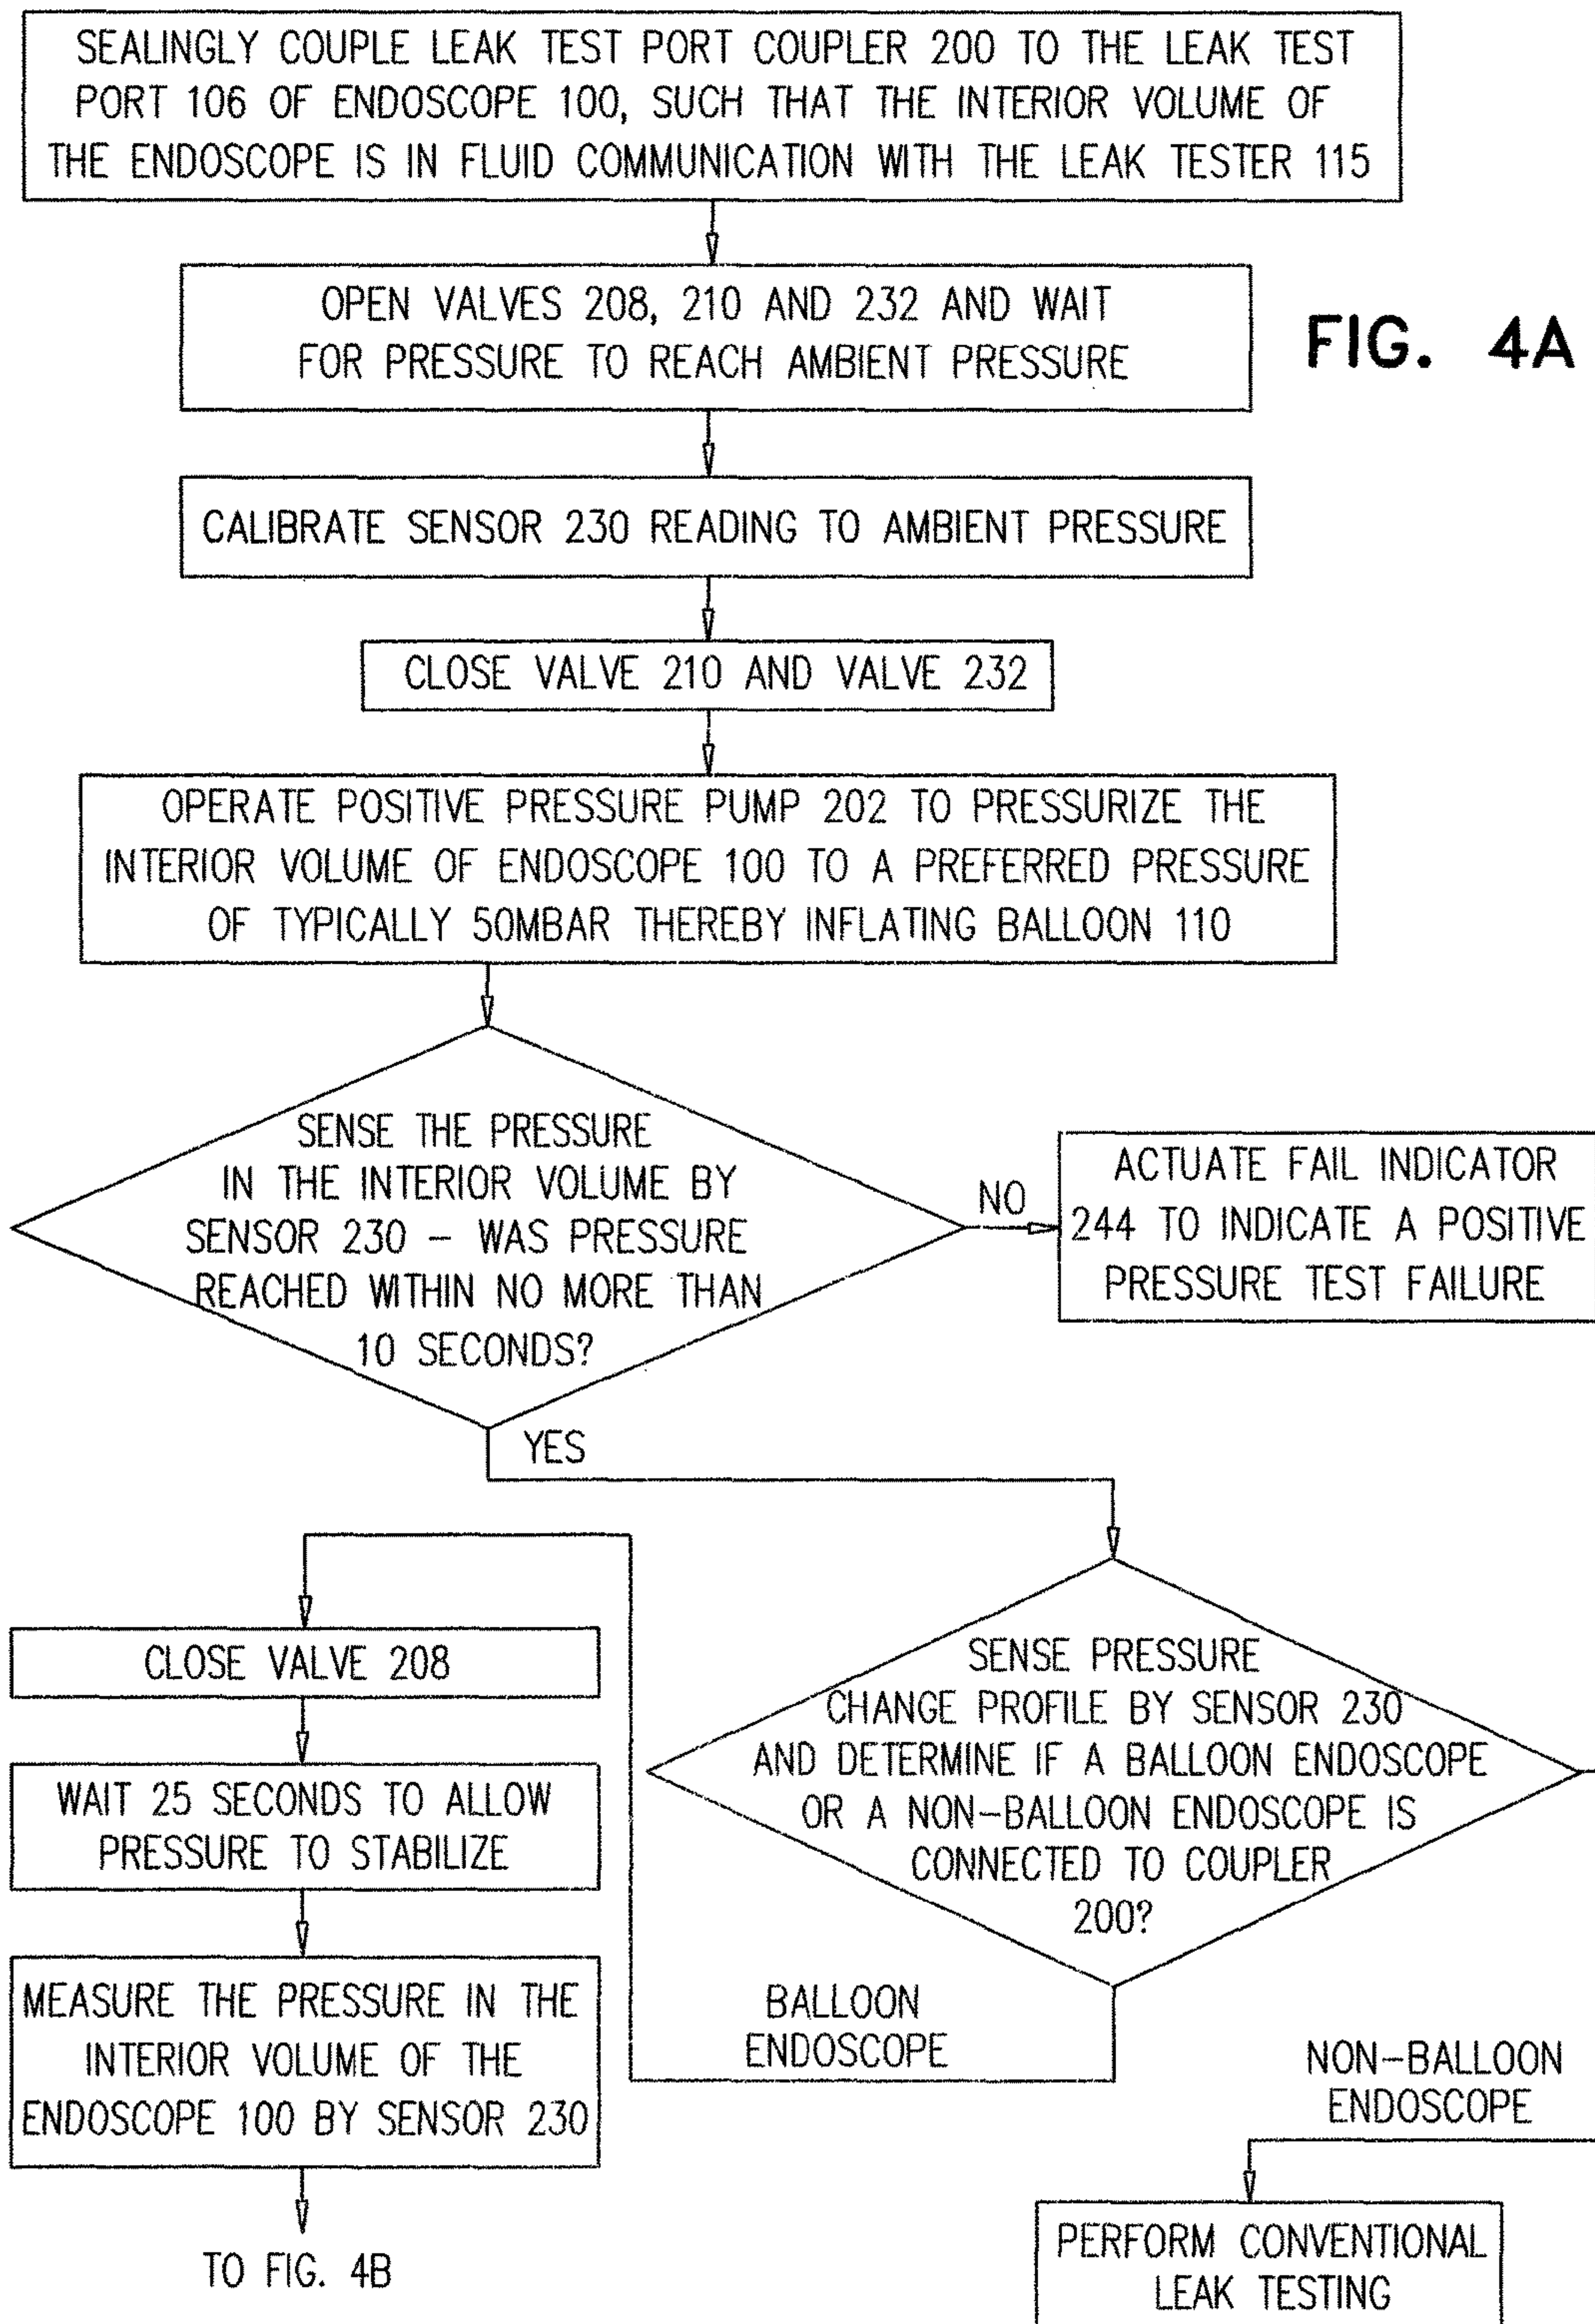 SEALINGLY COUPLE LEAK TEST PORT COUPLER 200 TO THE LEAK TEST
PORT 106 OF ENDOSCOPE 100, SUCH THAT THE INTERIOR VOLUME OF
THE ENDOSCOPE IS IN FLUID COMMUNICATION WITH THE LEAK TESTER 115
OPEN VALVES 208, 210 AND 232 AND WAIT
FOR PRESSURE TO REACH AMBIENT PRESSURE
FIG. 4A
CALIBRATE SENSOR 230 READING TO AMBIENT PRESSURE
CLOSE VALVE 210 AND VALVE 232
OPERATE POSITIVE PRESSURE PUMP 202 TO PRESSURIZE THE
INTERIOR VOLUME OF ENDOSCOPE 100 TO A PREFERRED PRESSURE
OF TYPICALLY 50MBAR THEREBY INFLATING BALLOON 110
SENSE THE PRESSURE
IN THE INTERIOR VOLUME BY
SENSOR 230 – WAS PRESSURE
REACHED WITHIN NO MORE THAN
10 SECONDS?
NO
ACTUATE FAIL INDICATOR
244 TO INDICATE A POSITIVE
PRESSURE TEST FAILURE
YES
SENSE PRESSURE
CHANGE PROFILE BY SENSOR 230
AND DETERMINE IF A BALLOON ENDOSCOPE
OR A NON–BALLOON ENDOSCOPE IS
CONNECTED TO COUPLER
200?
BALLOON
ENDOSCOPE
CLOSE VALVE 208
WAIT 25 SECONDS TO ALLOW
PRESSURE TO STABILIZE
MEASURE THE PRESSURE IN THE
INTERIOR VOLUME OF THE
ENDOSCOPE 100 BY SENSOR 230
TO FIG. 4B
NON–BALLOON
ENDOSCOPE
PERFORM CONVENTIONAL
LEAK TESTING